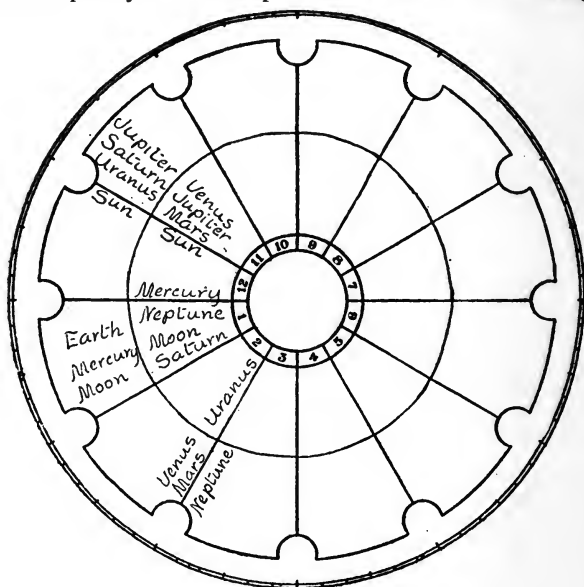 Jupiter
Saturn
Uranus
Sun
Venus
Jupiter
Mars
Sun
10 9
11 8
12 7
1 6
2 5
3 4
Mercury
Neptune
Moon
Saturn
Earth
Mercury
Moon
Uranus
Venus
Mars
Neptune